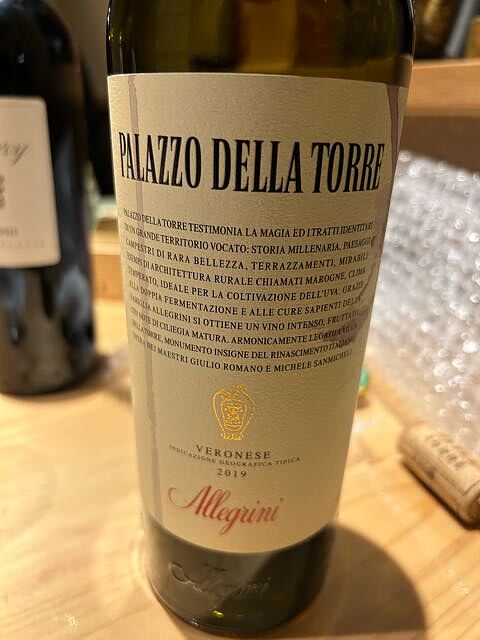 PALAZZO DELLA TORRE
PALAZZO DELLA TORRE TESTIMONIA LA MAGIA ED I TRATTI IDENTITARI
DI UN GRANDE TERRITORIO VOCATO: STORIA MILLENARIA, PAESAGGI
CAMPESTRI DI RARA BELLEZZA, TERRAZZAMENTI, MIRABILI
ESEMPI DI ARCHITETTURA RURALE CHIAMATI MAROGNE, CLIMA
TEMPERATO, IDEALE PER LA COLTIVAZIONE DELL'UVA. GRAZIE
ALLA DOPPIA FERMENTAZIONE E ALLE CURE SAPIENTI DELLA
FAMIGLIA ALLEGRINI SI OTTIENE UN VINO INTENSO, FRUTTATO,
CON NOTE DI CILIEGIA MATURA. ARMONICAMENTE LEGATO
DELLA TORRE, MONUMENTO INSIGNE DEL RINASCIMENTO ITALIANO,
OPERA DEI MAESTRI GIULIO ROMANO E MICHELE SANMICHELI.
VERONESE
INDICAZIONE GEOGRAFICA TIPICA
2019
Allegrini
Allegrini